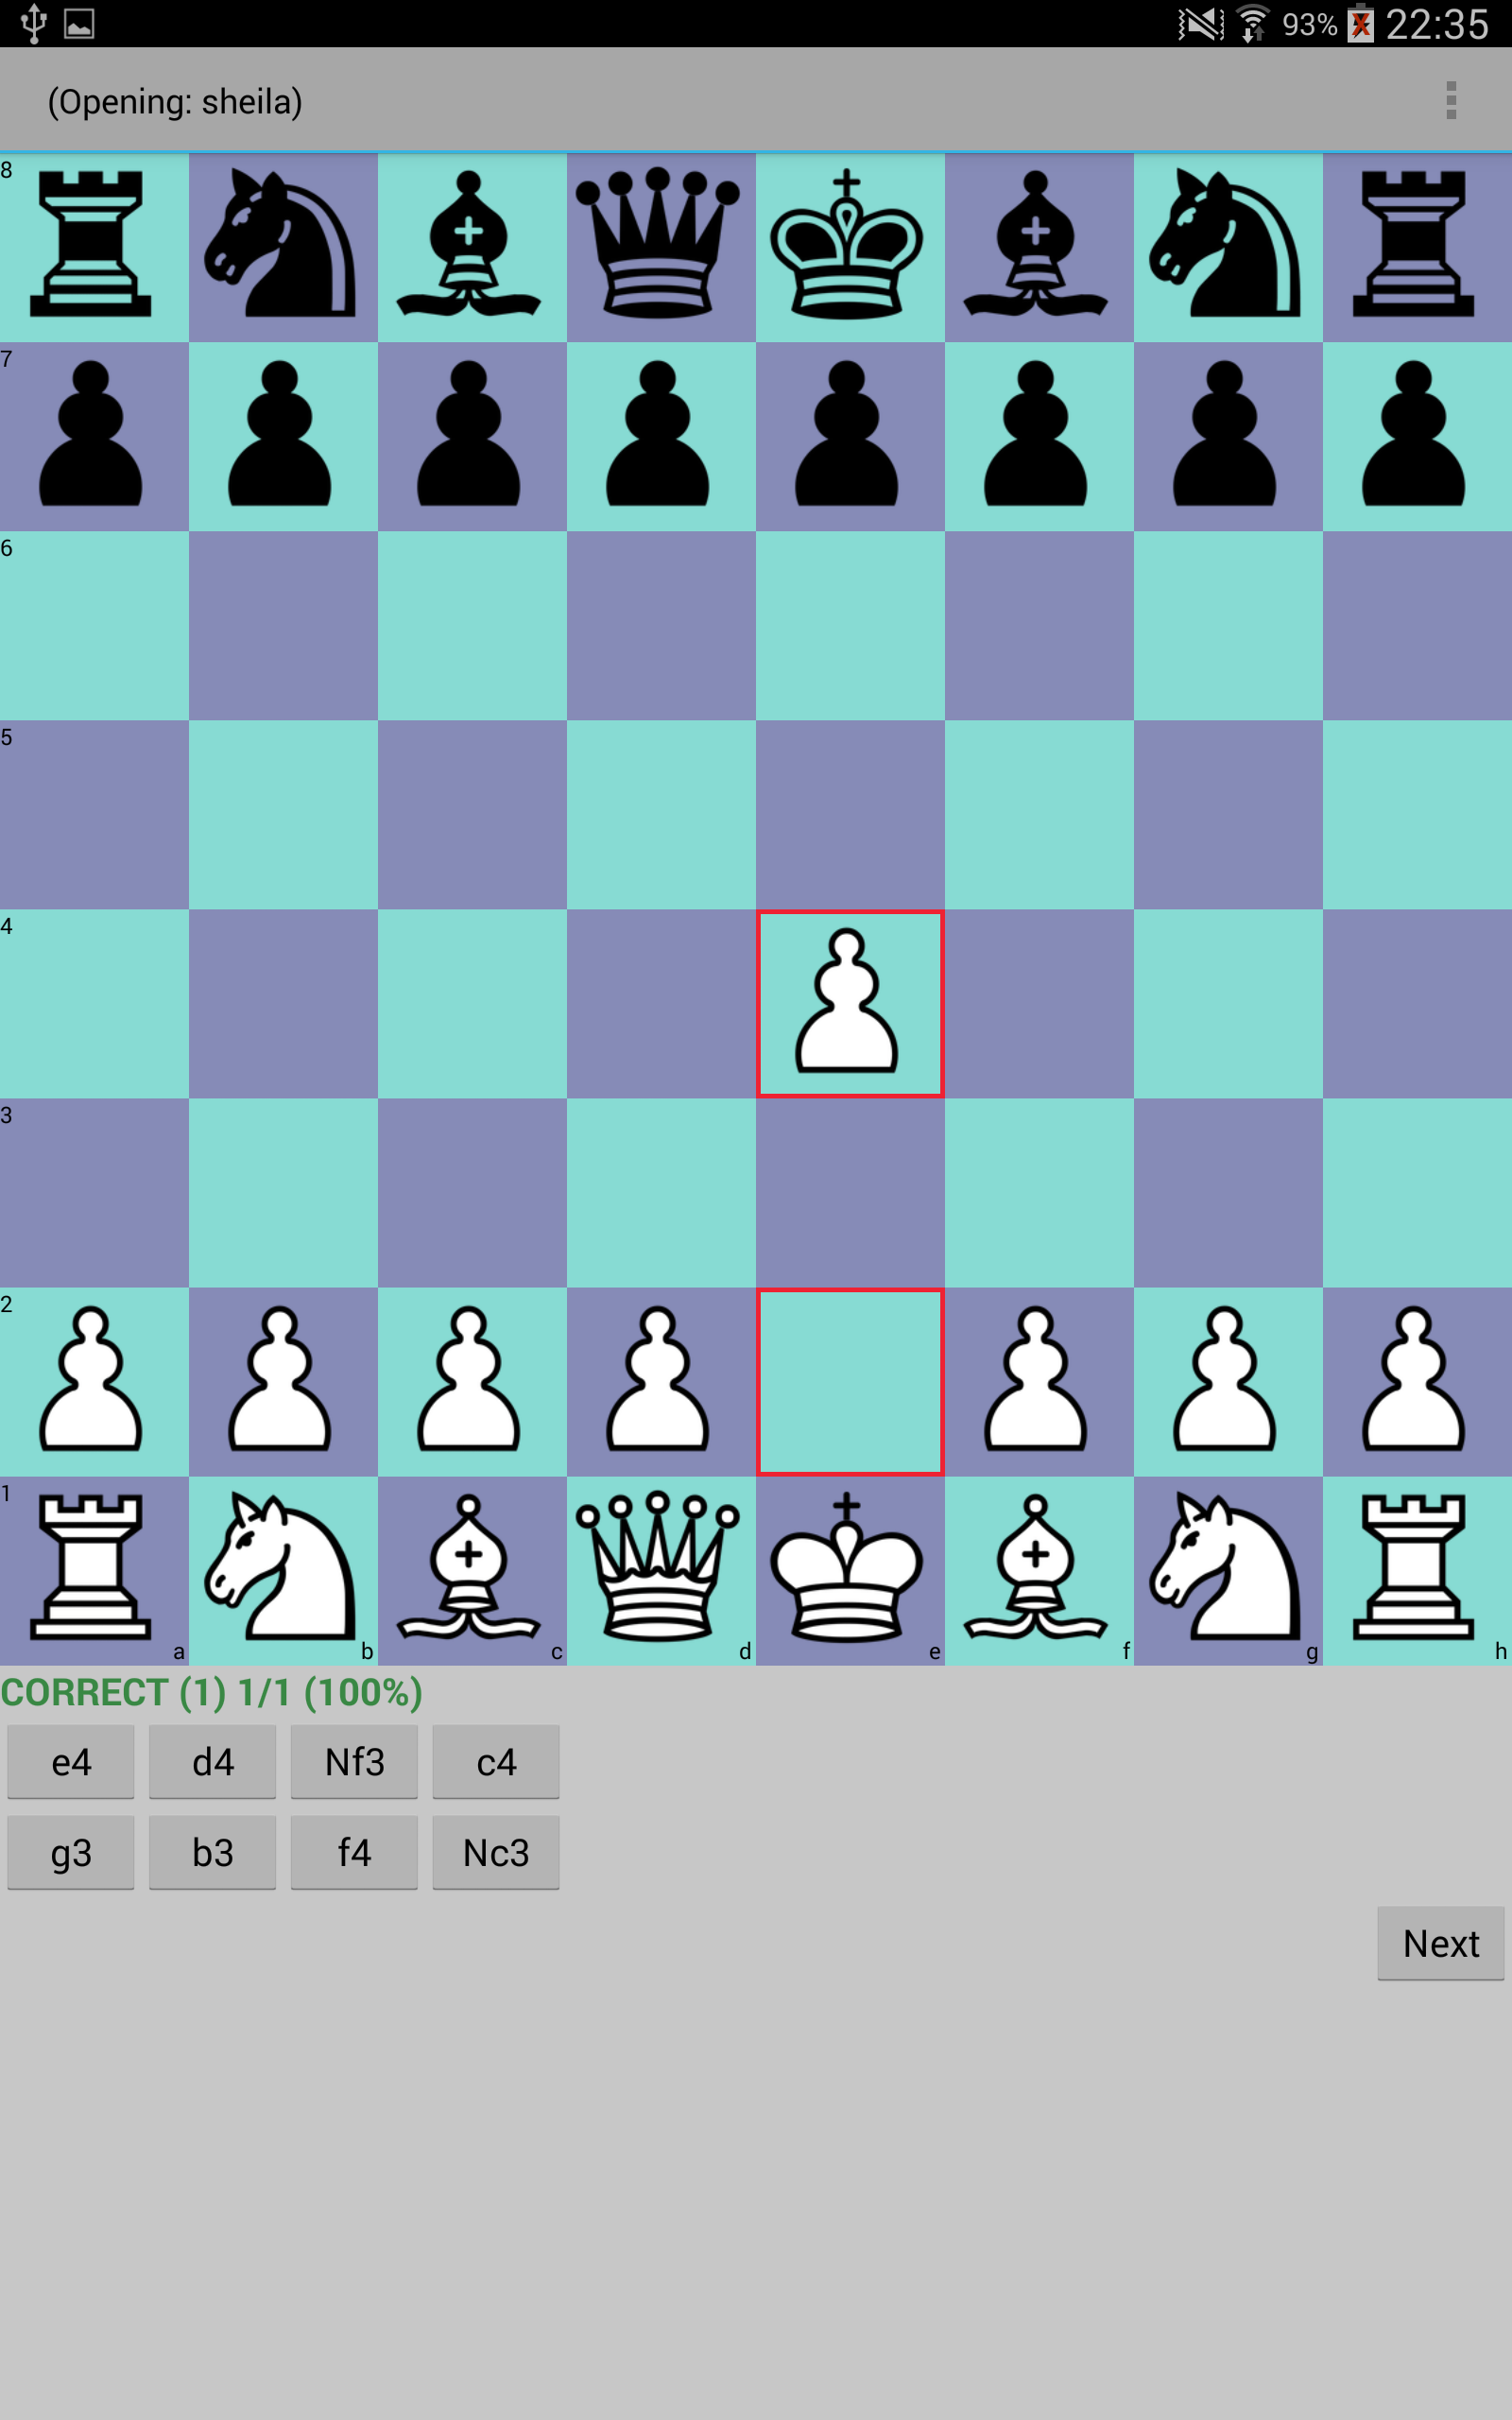 93% 22:35
(Opening: sheila)
8
7
6
5
4
3
2
1
a b c d e f g h
CORRECT (1) 1/1 (100%)
e4 d4 Nf3 c4
g3 b3 f4 Nc3
Next